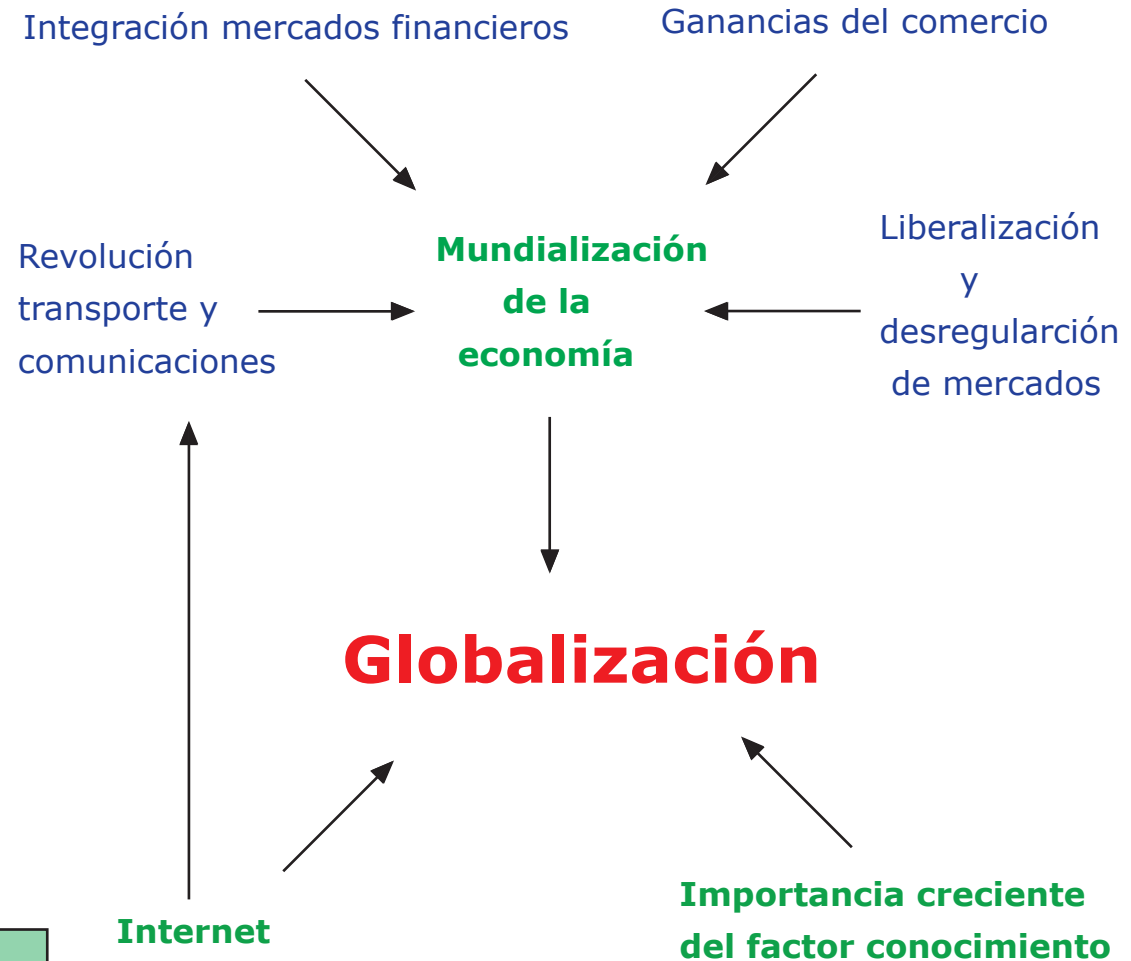 Integración mercados financieros
Ganancias del comercio
Revolución
transporte y
comunicaciones
Mundialización
de la
economía
Liberalización
y
desregularción
de mercados
Globalización
Internet
Importancia creciente
del factor conocimiento